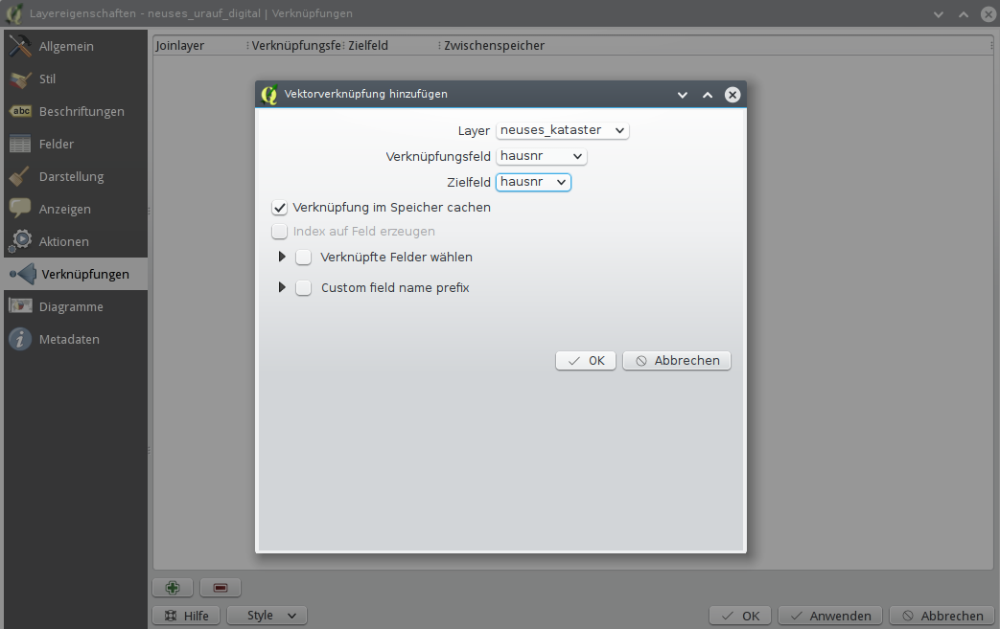 Layereigenschaften - neuses_urauf_digital | Verknüpfungen
Allgemein
Stil
abc Beschriftungen
Felder
Darstellung
Anzeigen
Aktionen
Verknüpfungen
Diagramme
Metadaten
Joinlayer Verknüpfungsfe Zielfeld Zwischenspeicher
Vektorverknüpfung hinzufügen
Layer neuses_kataster
Verknüpfungsfeld hausnr
Zielfeld hausnr
Verknüpfung im Speicher cachen
Index auf Feld erzeugen
Verknüpfte Felder wählen
Custom field name prefix
OK Abbrechen
Hilfe Style OK Anwenden Abbrechen